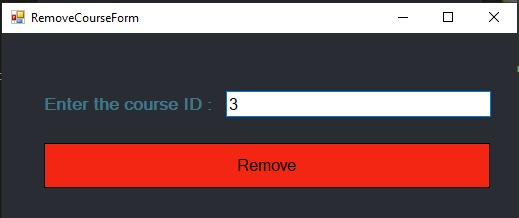 RemoveCourseForm
Enter the course ID : 3
Remove